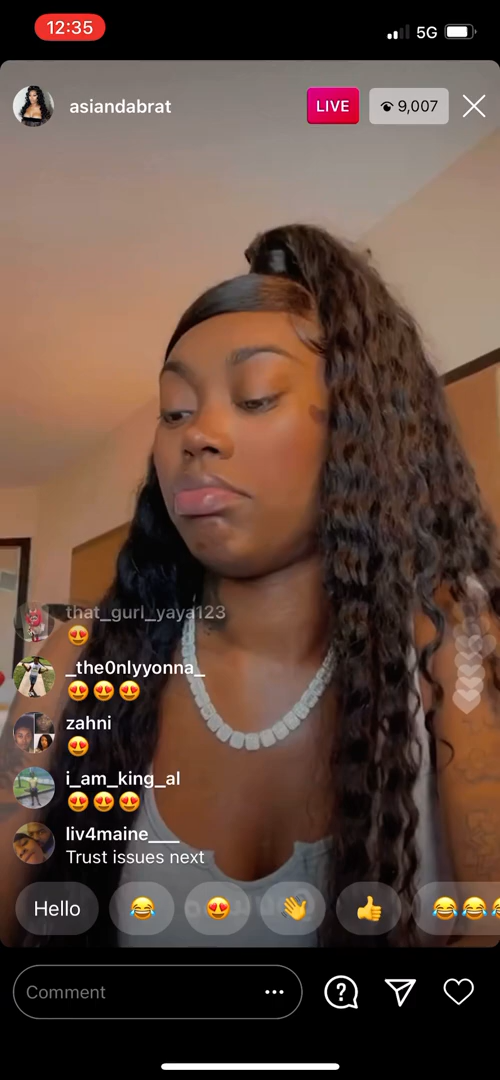 12:35
5G
asiandabrat
LIVE
9,007
that_gurl_yaya123
😍
_the0nlyyonna_
😍😍😍
zahni
😍
i_am_king_al
😍😍😍
liv4maine___
Trust issues next
Hello 😂 😍 👋 👍 😂😂
Comment